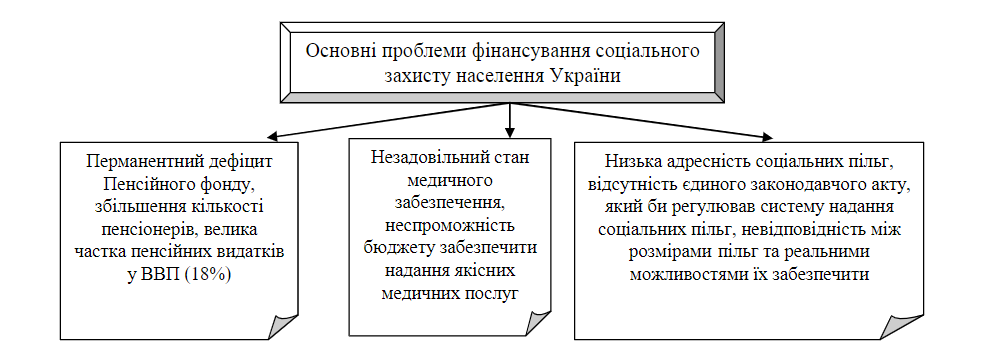 Основні проблеми фінансування соціального
захисту населення України
Перманентний дефіцит
Пенсійного фонду,
збільшення кількості
пенсіонерів, велика
частка пенсійних видатків
у ВВП (18%)
Незадовільний стан
медичного
забезпечення,
неспроможність
бюджету забезпечити
надання якісних
медичних послуг
Низька адресність соціальних пільг,
відсутність єдиного законодавчого акту,
який би регулював систему надання
соціальних пільг, невідповідність між
розмірами пільг та реальними
можливостями їх забезпечити